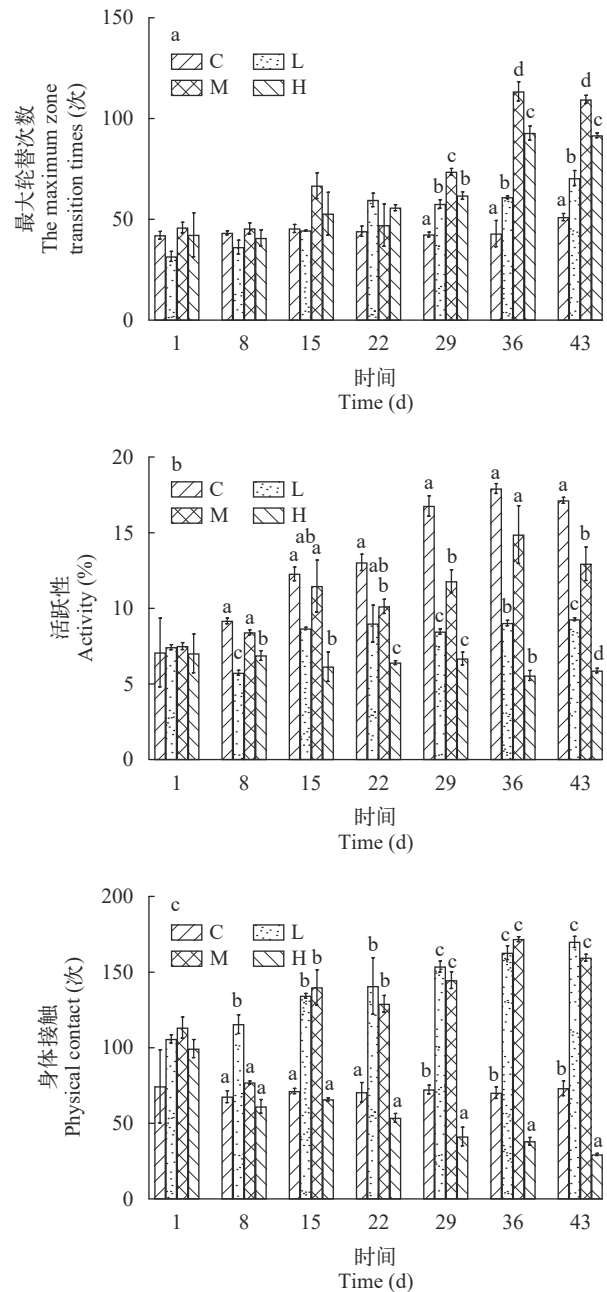 a
C L
M H
150
100
50
0
最大轮替次数
The maximum zone
transition times (次)
a b c b
a b d c
a b d c
1 8 15 22 29 36 43
时间
Time (d)
b
C L
M H
20
15
10
5
0
活跃性
Activity (%)
a c a b
a ab a b
a ab b c
a c b c
a b a b
a c b d
1 8 15 22 29 36 43
时间
Time (d)
c
C L
M H
200
150
100
50
0
身体接触
Physical contact (次)
a b a a
a b b a
a b b a
b c c a
b c c a
b c c a
1 8 15 22 29 36 43
时间
Time (d)